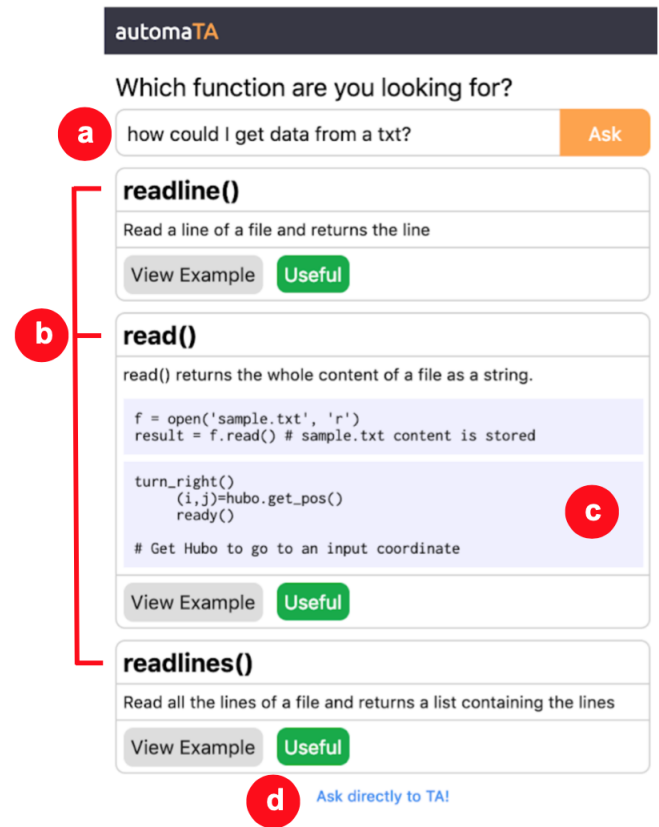 automaTA
Which function are you looking for?
a
how could I get data from a txt?
Ask
readline()
Read a line of a file and returns the line
View Example
Useful
b
read()
read() returns the whole content of a file as a string.
f = open('sample.txt', 'r')
result = f.read() # sample.txt content is stored
turn_right()
(i,j)=hubo.get_pos()
ready()
c
# Get Hubo to go to an input coordinate
View Example
Useful
readlines()
Read all the lines of a file and returns a list containing the lines
View Example
Useful
d
Ask directly to TA!